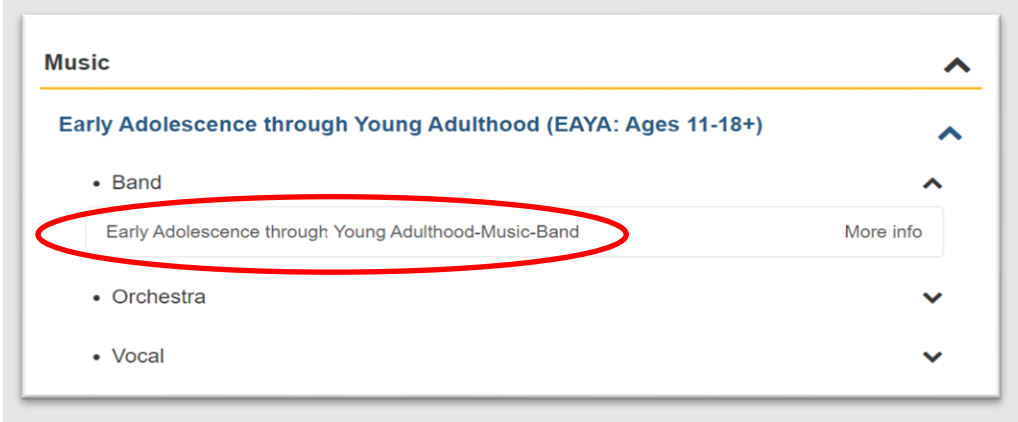 Music
Early Adolescence through Young Adulthood (EAYA: Ages 11-18+)
• Band
Early Adolescence through Young Adulthood-Music-Band More info
• Orchestra
• Vocal